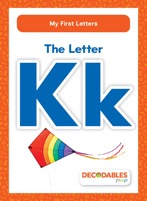 My First Letters
The Letter
Kk
DECODABLES